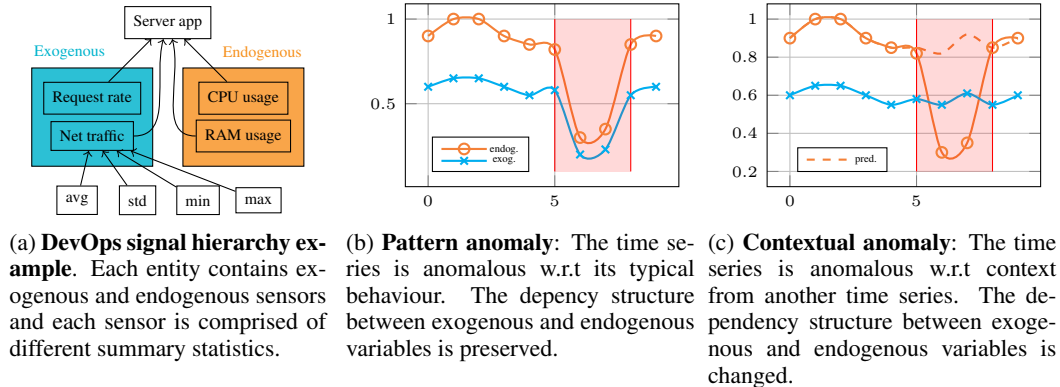 Server app
Exogenous
Endogenous
Request rate
CPU usage
Net traffic
RAM usage
avg
std
min
max
1
0.5
endog.
exog.
0
5
1
0.8
0.6
0.4
0.2
pred.
0
5
(a) DevOps signal hierarchy ex-
ample. Each entity contains ex-
ogenous and endogenous sensors
and each sensor is comprised of
different summary statistics.
(b) Pattern anomaly: The time se-
ries is anomalous w.r.t its typical
behaviour. The depency structure
between exogenous and endogenous
variables is preserved.
(c) Contextual anomaly: The time
series is anomalous w.r.t context
from another time series. The de-
pendency structure between exoge-
nous and endogenous variables is
changed.